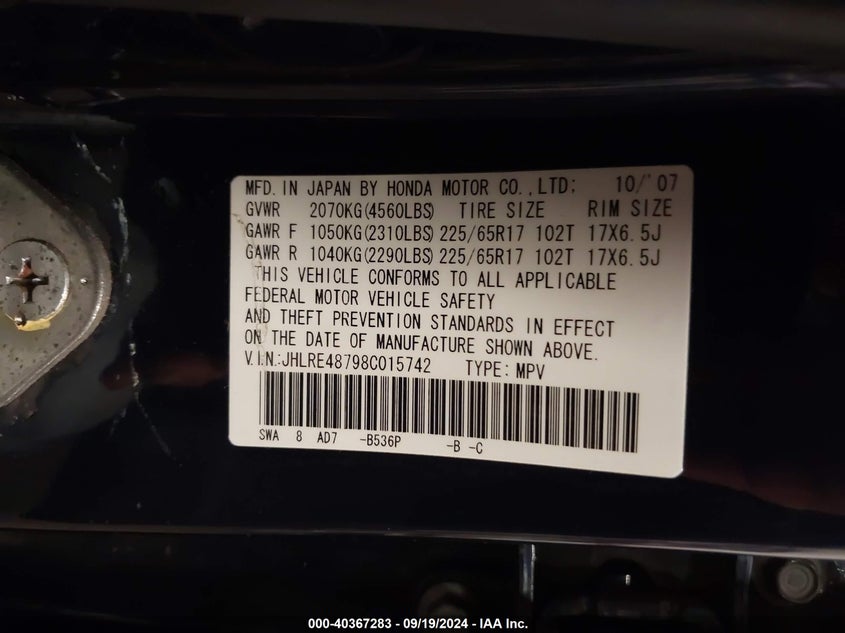 MFD. IN JAPAN BY HONDA MOTOR CO., LTD: 10/'07
GVWR 2070KG(4560LBS) TIRE SIZE RIM SIZE
GAWR F 1050KG(2310LBS) 225/65R17 102T 17X6.5J
GAWR R 1040KG(2290LBS) 225/65R17 102T 17X6.5J
THIS VEHICLE CONFORMS TO ALL APPLICABLE
FEDERAL MOTOR VEHICLE SAFETY
AND THEFT PREVENTION STANDARDS IN EFFECT
ON THE DATE OF MANUFACTURE SHOWN ABOVE.
V.I.N:JHLRE48798C015742 TYPE: MPV
SWA 8 AD7 -B536P -B -C
000-40367283 - 09/19/2024 - IAA Inc.